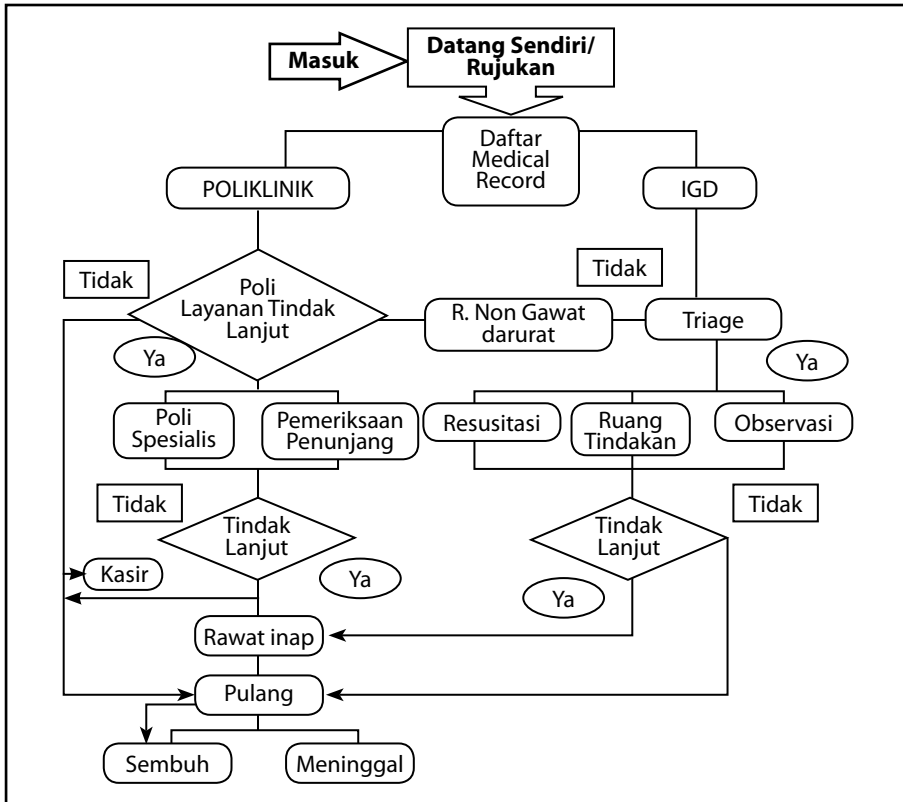 Masuk
Datang Sendiri/
Rujukan
Daftar
Medical
Record
POLIKLINIK
IGD
Tidak
Poli
Layanan Tindak
Lanjut
Tidak
R. Non Gawat
darurat
Triage
Ya
Ya
Poli
Spesialis
Pemeriksaan
Penunjang
Resusitasi
Ruang
Tindakan
Observasi
Tidak
Tindak
Lanjut
Tindak
Lanjut
Tidak
Kasir
Ya
Ya
Rawat inap
Pulang
Sembuh
Meninggal